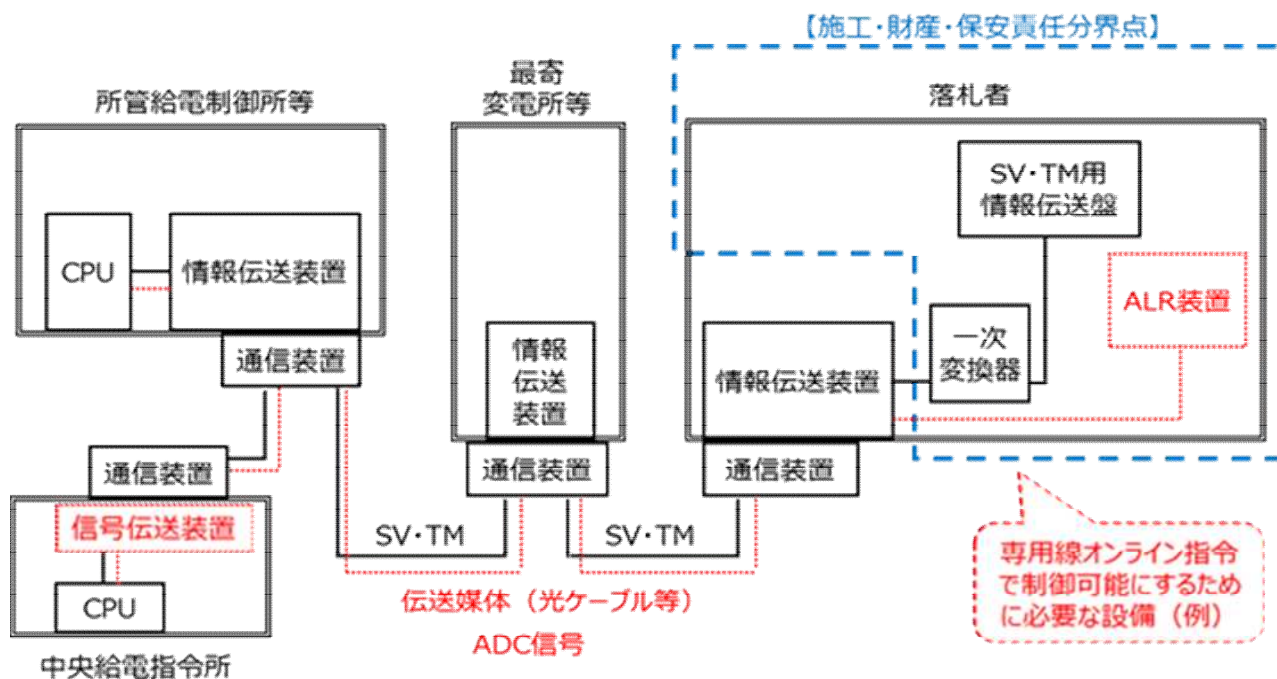 【施工・財産・保安責任分界点】
所管給電制御所等
最寄
変電所等
落札者
CPU
情報伝送装置
通信装置
情報
伝送
装置
通信装置
SV・TM用
情報伝送盤
ALR装置
一次
変換器
情報伝送装置
通信装置
通信装置
信号伝送装置
CPU
中央給電指令所
SV・TM
SV・TM
伝送媒体（光ケーブル等）
ADC信号
専用線オンライン指令
で制御可能にするため
に必要な設備（例）